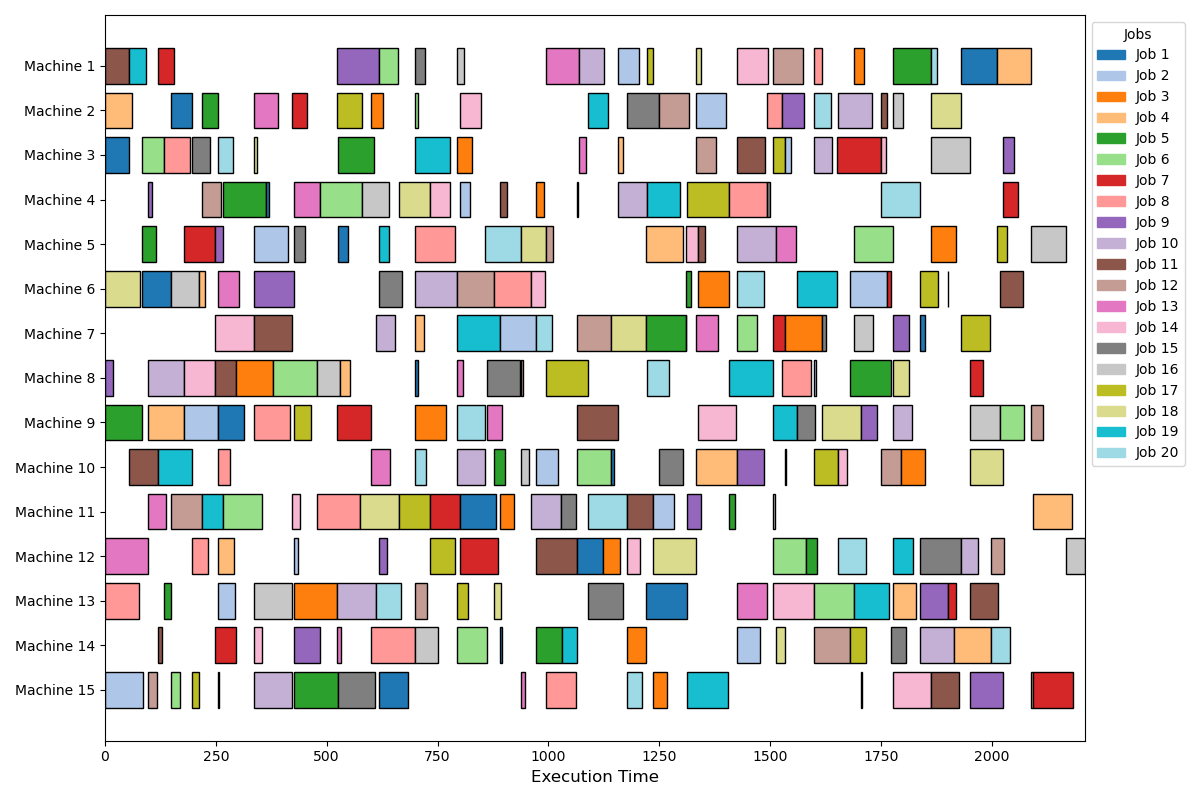 Machine 1
Machine 2
Machine 3
Machine 4
Machine 5
Machine 6
Machine 7
Machine 8
Machine 9
Machine 10
Machine 11
Machine 12
Machine 13
Machine 14
Machine 15
0 250 500 750 1000 1250 1500 1750 2000
Execution Time
Jobs
Job 1
Job 2
Job 3
Job 4
Job 5
Job 6
Job 7
Job 8
Job 9
Job 10
Job 11
Job 12
Job 13
Job 14
Job 15
Job 16
Job 17
Job 18
Job 19
Job 20